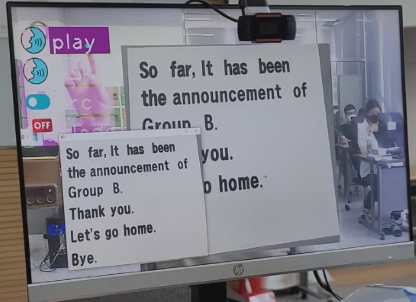 play
OFF
So far, It has been
the announcement of
Group B.
you.
o home.
So far, It has been
the announcement of
Group B.
Thank you.
Let's go home.
Bye.
hp